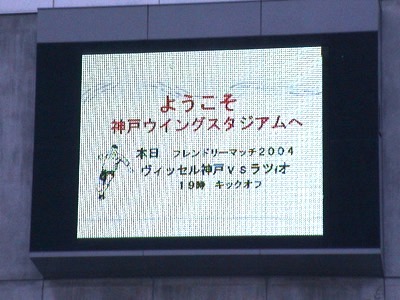 ようこそ
神戸ウイングスタジアムへ
本日 フレンドリーマッチ2004
ヴィッセル神戸vsラツィオ
19時 キックオフ